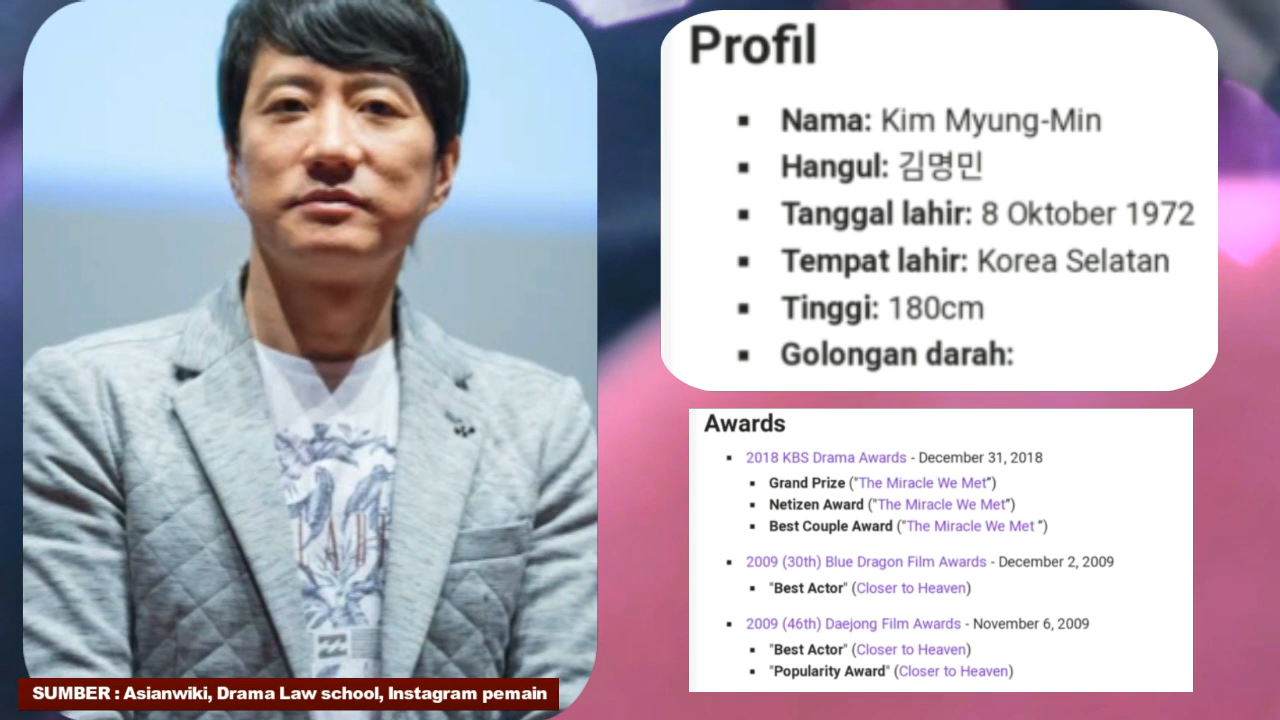 Profil
▪ Nama: Kim Myung-Min
▪ Hangul: 김명민
▪ Tanggal lahir: 8 Oktober 1972
▪ Tempat lahir: Korea Selatan
▪ Tinggi: 180cm
▪ Golongan darah:
Awards
▪ 2018 KBS Drama Awards - December 31, 2018
▪ Grand Prize ("The Miracle We Met")
▪ Netizen Award ("The Miracle We Met")
▪ Best Couple Award ("The Miracle We Met ")
▪ 2009 (30th) Blue Dragon Film Awards - December 2, 2009
▪ "Best Actor" (Closer to Heaven)
▪ 2009 (46th) Daejong Film Awards - November 6, 2009
▪ "Best Actor" (Closer to Heaven)
▪ "Popularity Award" (Closer to Heaven)
SUMBER : Asianwiki, Drama Law school, Instagram pemain